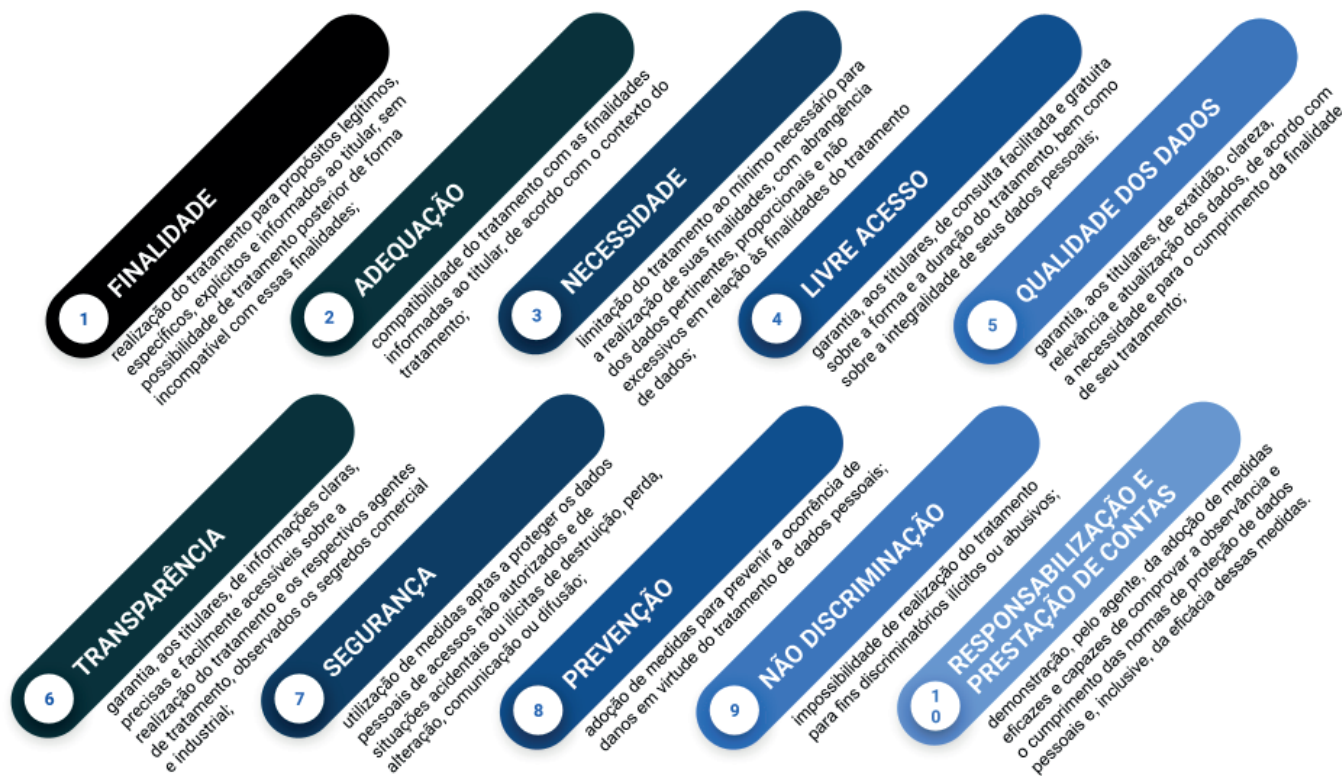 1
FINALIDADE
realização do tratamento para propósitos legítimos,
específicos, explícitos e informados ao titular, sem
possibilidade de tratamento posterior de forma
incompatível com essas finalidades;
2
ADEQUAÇÃO
compatibilidade do tratamento com as finalidades
informadas ao titular, de acordo com o contexto do
tratamento;
3
NECESSIDADE
limitação do tratamento ao mínimo necessário para
a realização de suas finalidades, com abrangência
dos dados pertinentes, proporcionais e não
excessivos em relação às finalidades do tratamento
de dados;
4
LIVRE ACESSO
garantia, aos titulares, de consulta facilitada e gratuita
sobre a forma e a duração do tratamento, bem como
sobre a integralidade de seus dados pessoais;
5
QUALIDADE DOS DADOS
garantia, aos titulares, de exatidão, clareza,
relevância e atualização dos dados, de acordo com
a necessidade e para o cumprimento da finalidade
de seu tratamento;
6
TRANSPARÊNCIA
garantia, aos titulares, de informações claras,
precisas e facilmente acessíveis sobre a
realização do tratamento e os respectivos agentes
de tratamento, observados os segredos comercial
e industrial;
7
SEGURANÇA
utilização de medidas aptas a proteger os dados
pessoais de acessos não autorizados e de
situações acidentais ou ilícitas de destruição, perda,
alteração, comunicação ou difusão;
8
PREVENÇÃO
adoção de medidas para prevenir a ocorrência de
danos em virtude do tratamento de dados pessoais;
9
NÃO DISCRIMINAÇÃO
impossibilidade de realização do tratamento
para fins discriminatórios ilícitos ou abusivos;
1
0
RESPONSABILIZAÇÃO E
PRESTAÇÃO DE CONTAS
demonstração, pelo agente, da adoção de medidas
eficazes e capazes de comprovar a observância e
o cumprimento das normas de proteção de dados
pessoais e, inclusive, da eficácia dessas medidas.